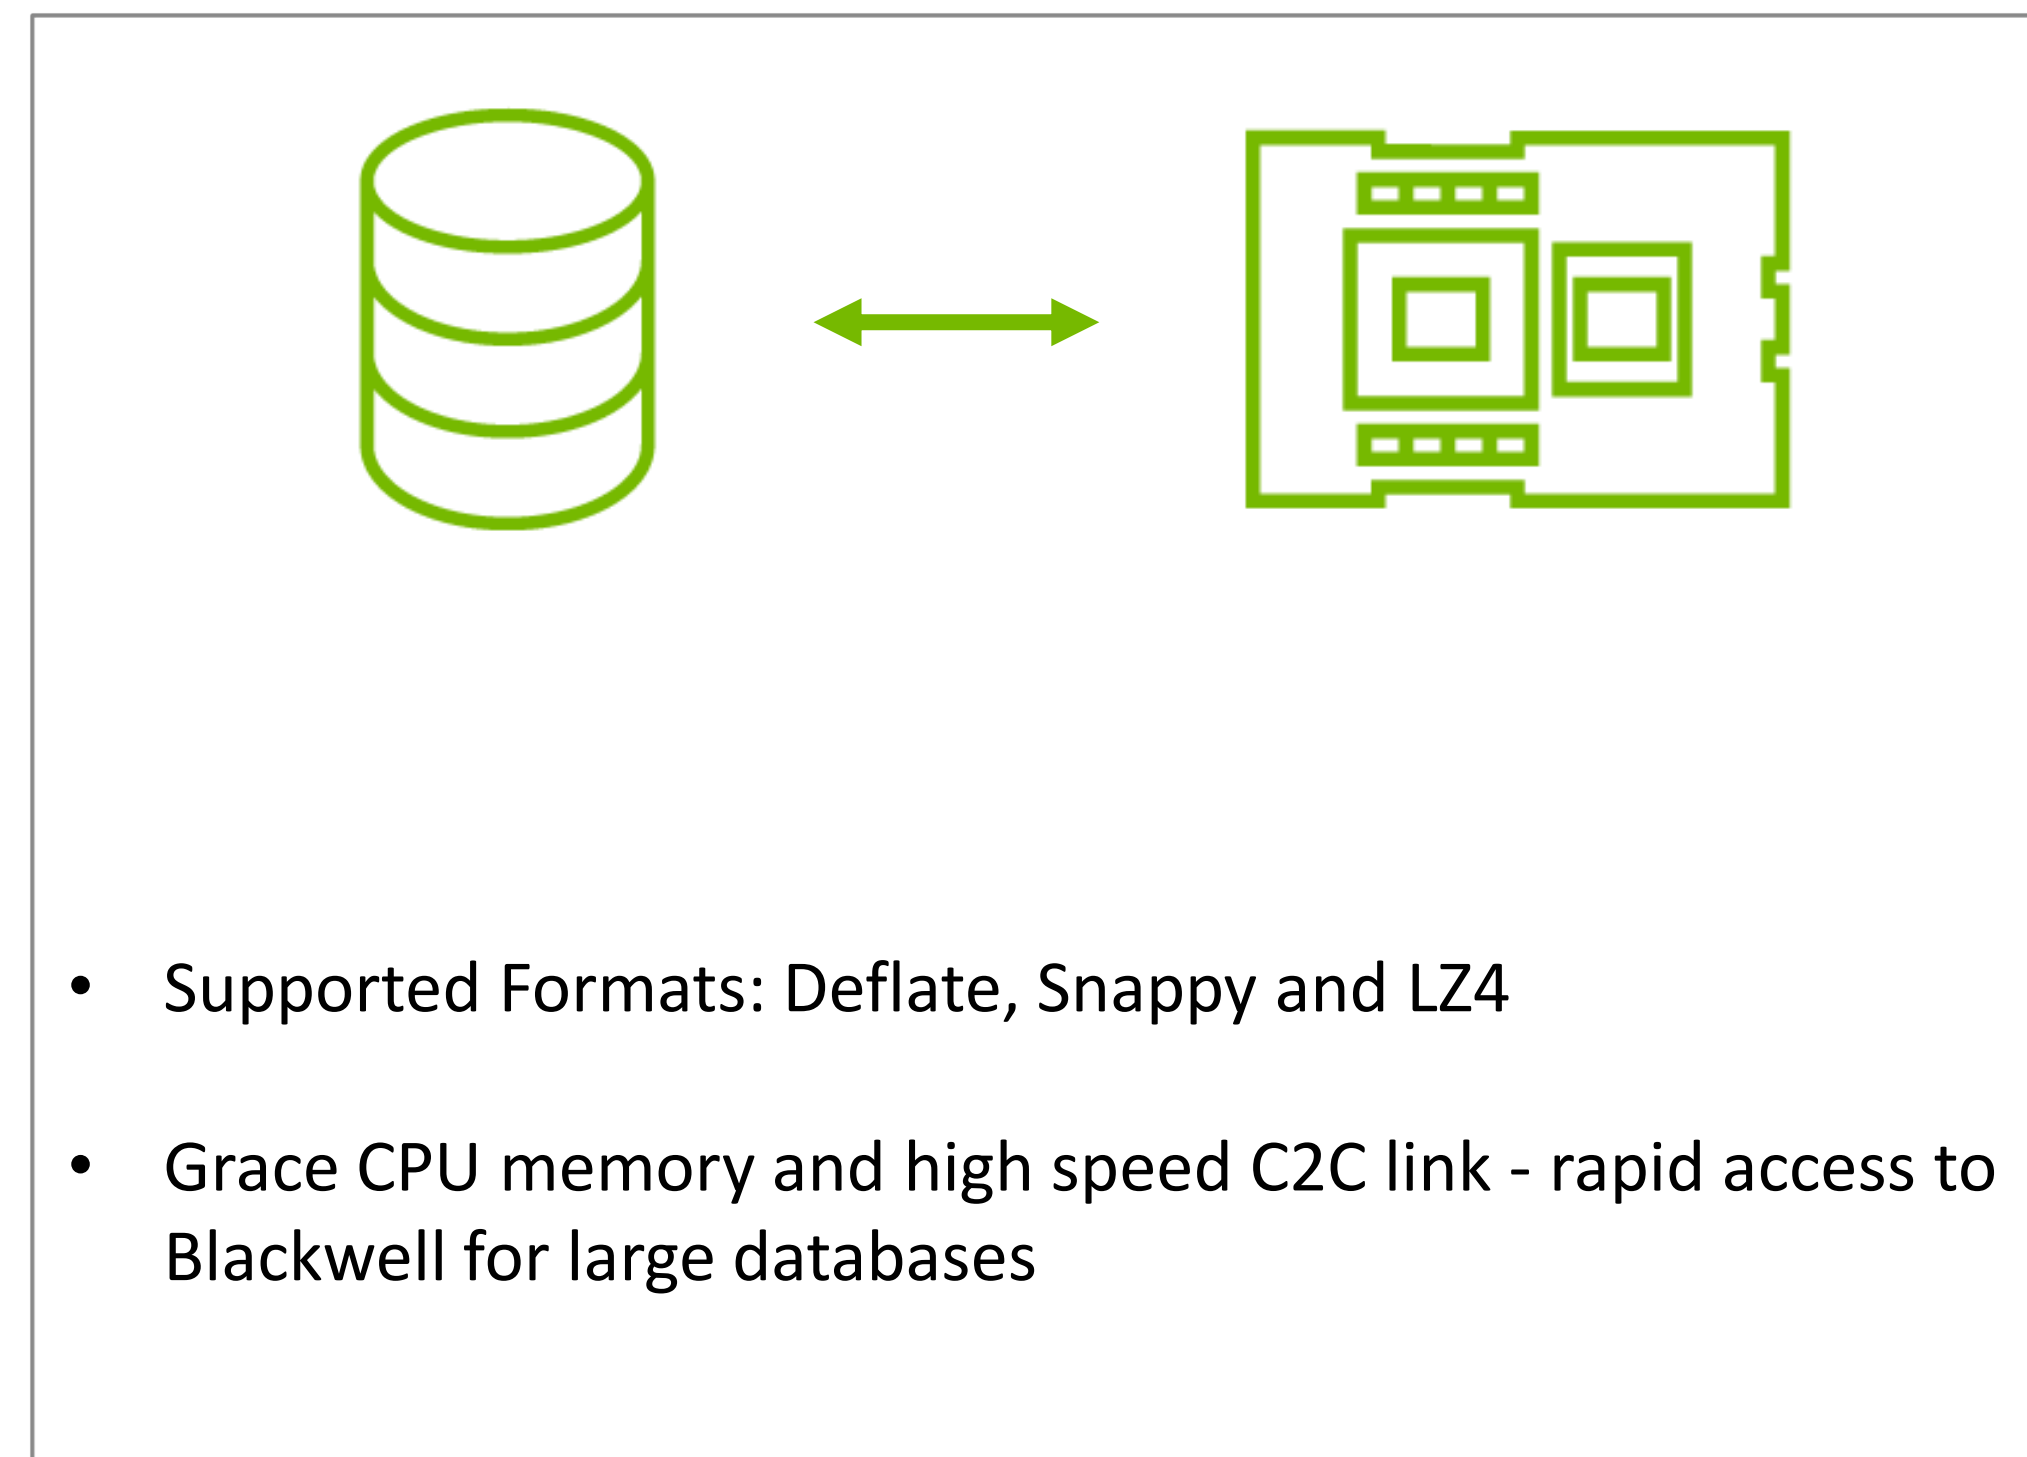 • Supported Formats: Deflate, Snappy and LZ4
• Grace CPU memory and high speed C2C link - rapid access to
Blackwell for large databases